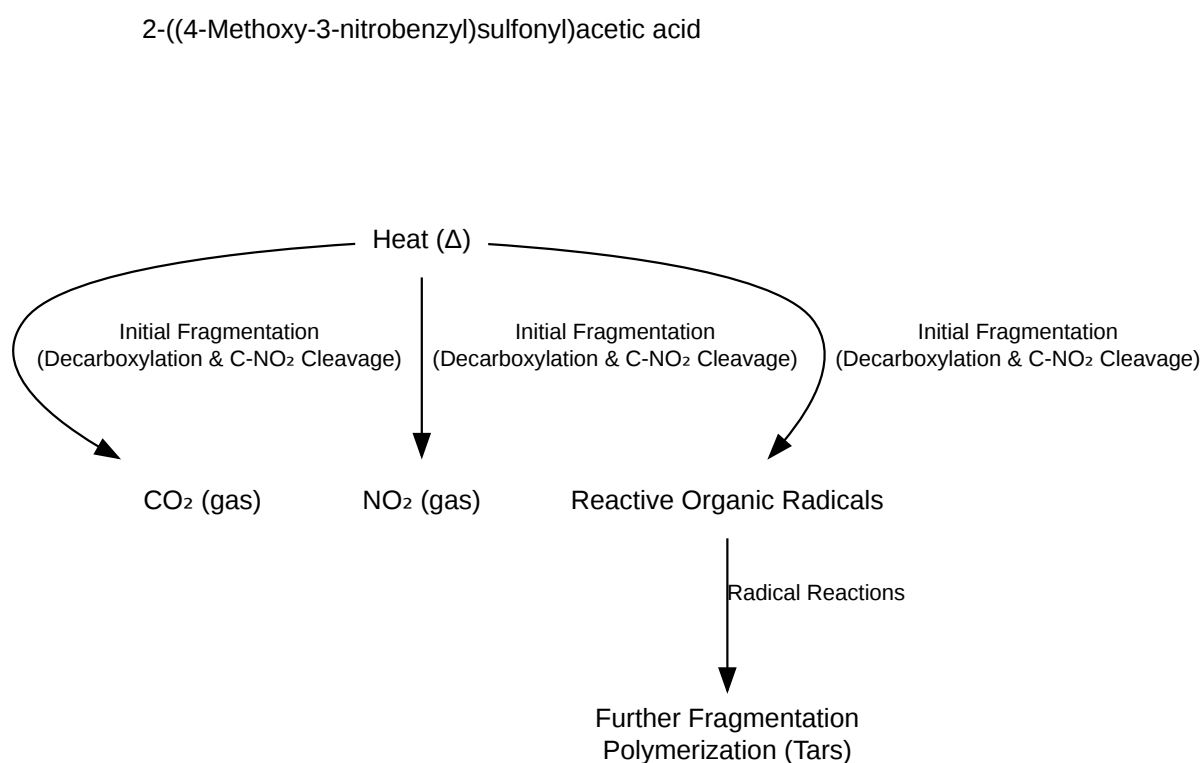 2-((4-Methoxy-3-nitrobenzyl)sulfonyl)acetic acid
Heat (Δ)
Initial Fragmentation
(Decarboxylation & C-NO₂ Cleavage)
Initial Fragmentation
(Decarboxylation & C-NO₂ Cleavage)
Initial Fragmentation
(Decarboxylation & C-NO₂ Cleavage)
CO₂ (gas)
NO₂ (gas)
Reactive Organic Radicals
Radical Reactions
Further Fragmentation
Polymerization (Tars)